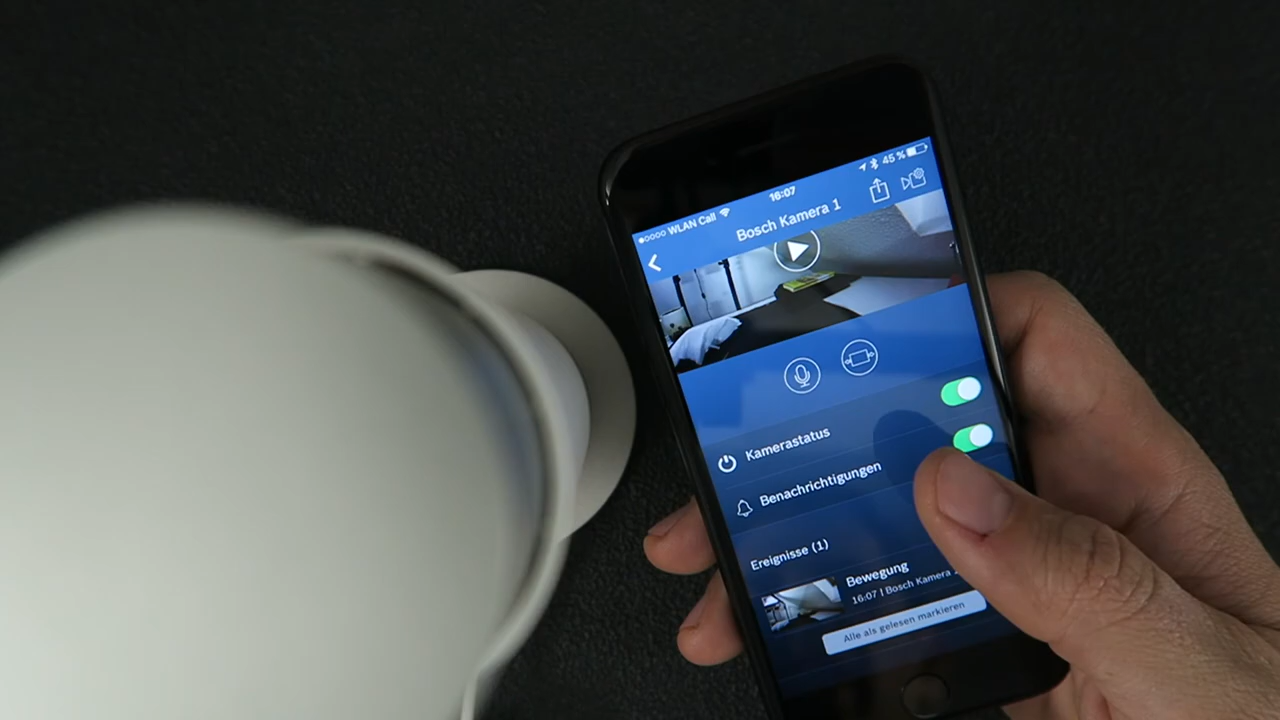 WLAN Call 16:07 45 %
Bosch Kamera 1
Kamerastatus
Benachrichtigungen
Ereignisse (1)
Bewegung
16:07 | Bosch Kamera
Alle als gelesen markieren